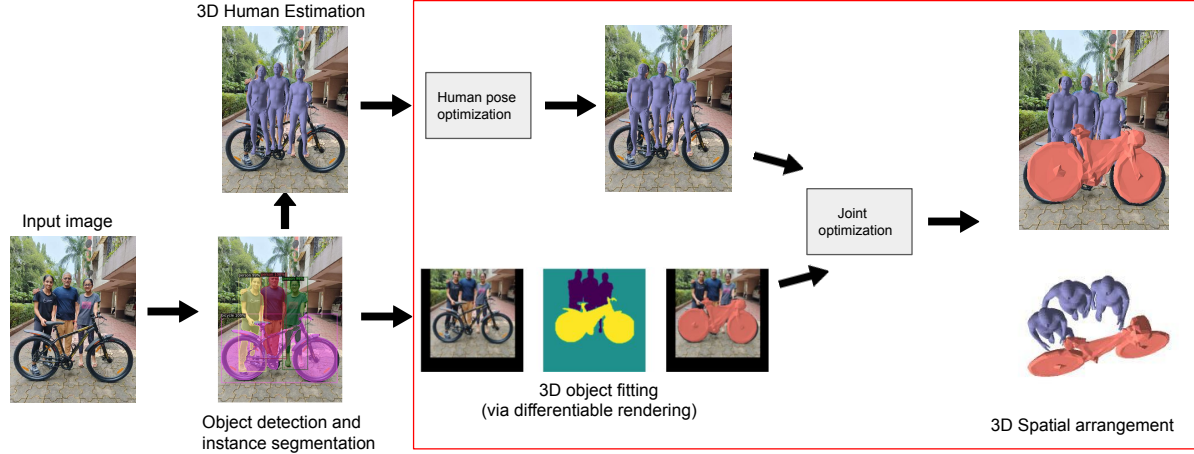 3D Human Estimation
Human pose
optimization
Input image
Joint
optimization
3D object fitting
(via differentiable rendering)
Object detection and
instance segmentation
3D Spatial arrangement